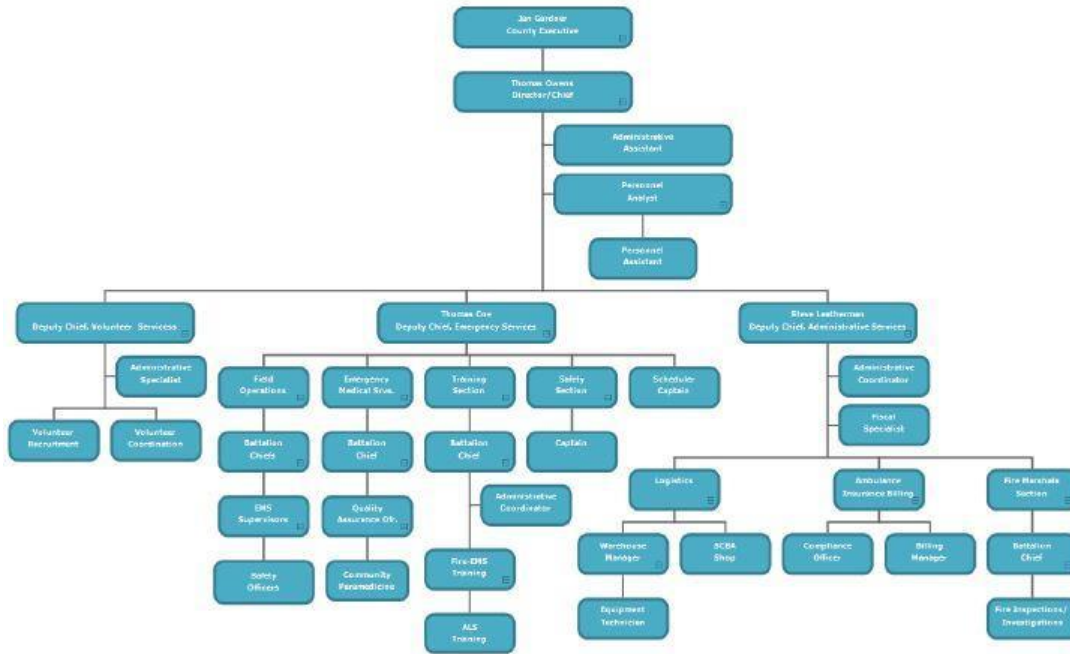 Jan Gardner
County Executive
Thomas Owens
Director/Chief
Administrative
Assistant
Personnel
Analyst
Personnel
Assistant
Deputy Chief, Volunteer Servicess
Thomas Coe
Deputy Chief, Emergency Services
Steve Leatherman
Deputy Chief, Administrative Services
Administrative
Specialist
Volunteer
Recruitment
Volunteer
Coordination
Field
Operations
Emergency
Medical Srvs.
Training
Section
Safety
Section
Scheduler
Captain
Battalion
Chiefs
Battalion
Chief
Battalion
Chief
Captain
EMS
Supervisors
Quality
Assurance Ofr.
Administrative
Coordinator
Safety
Officers
Community
Paramedicine
Fire-EMS
Training
ALS
Training
Administrative
Coordinator
Fiscal
Specialist
Logistics
Ambulance
Insurance Billing
Fire Marshals
Section
Warehouse
Manager
SCBA
Shop
Compliance
Officer
Billing
Manager
Battalion
Chief
Equipment
Technician
Fire Inspections/
Investigations